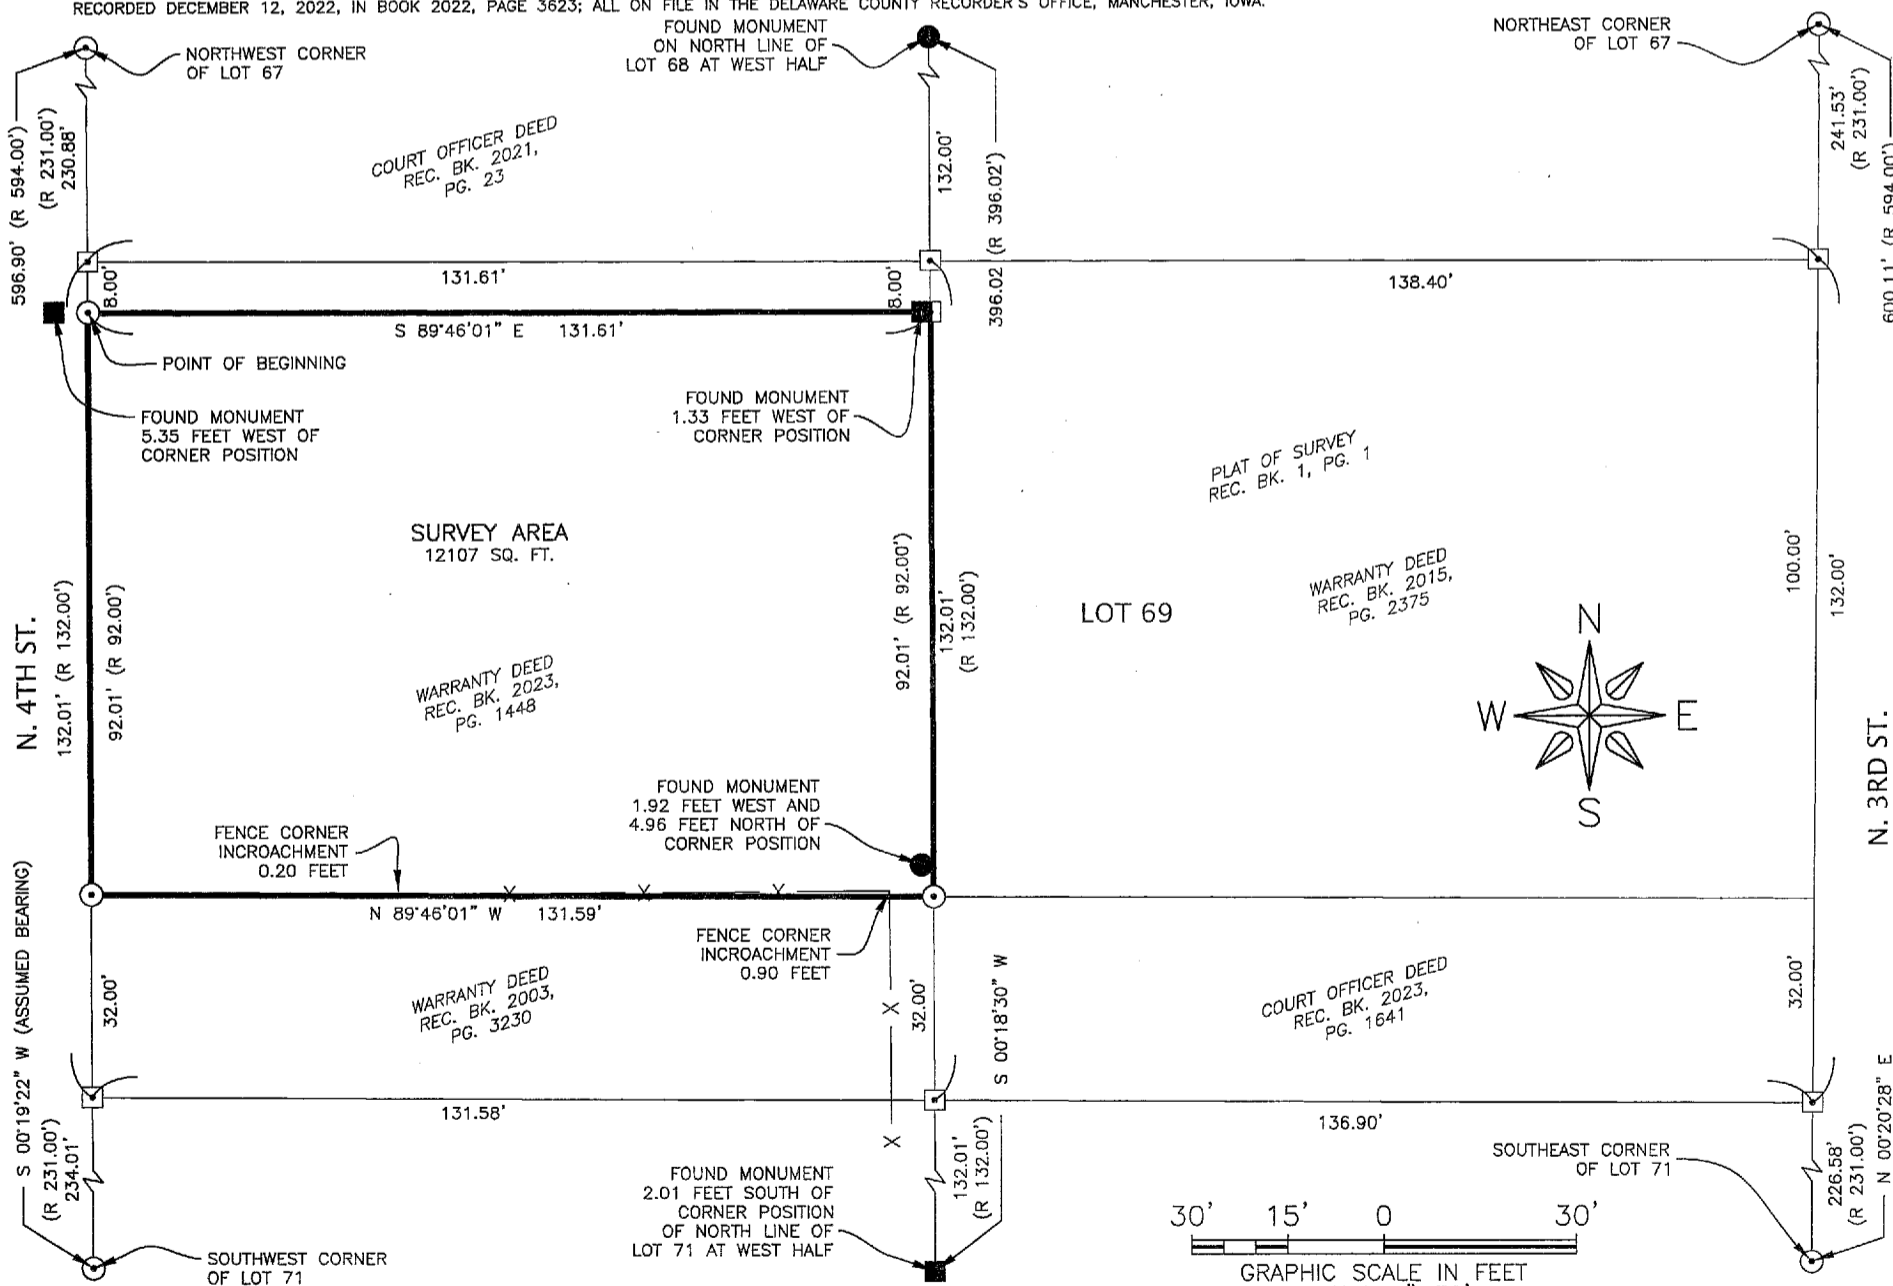 RECORDED DECEMBER 12, 2022, IN BOOK 2022, PAGE 3623; ALL ON FILE IN THE DELAWARE COUNTY RECORDER'S OFFICE, MANCHESTER, IOWA.
NORTHWEST CORNER
OF LOT 67
FOUND MONUMENT
ON NORTH LINE OF
LOT 68 AT WEST HALF
NORTHEAST CORNER
OF LOT 67
596.90' (R 594.00')
(R 231.00')
230.88'
COURT OFFICER DEED
REC. BK. 2021,
PG. 23
132.00'
396.02 (R 396.02')
241.53'
(R 231.00')
600.11' (R 594.00')
131.61'
138.40'
8.00'
8.00'
S 89°46'01" E 131.61'
POINT OF BEGINNING
FOUND MONUMENT
5.35 FEET WEST OF
CORNER POSITION
FOUND MONUMENT
1.33 FEET WEST OF
CORNER POSITION
PLAT OF SURVEY
REC. BK. 1, PG. 1
SURVEY AREA
12107 SQ. FT.
WARRANTY DEED
REC. BK. 2015,
PG. 2375
LOT 69
N. 4TH ST.
132.01' (R 132.00')
92.01' (R 92.00')
92.01' (R 92.00')
132.01'
(R 132.00')
100.00'
132.00'
WARRANTY DEED
REC. BK. 2023,
PG. 1448
N
W E
S
N. 3RD ST.
FOUND MONUMENT
1.92 FEET WEST AND
4.96 FEET NORTH OF
CORNER POSITION
FENCE CORNER
INCROACHMENT
0.20 FEET
N 89°46'01" W 131.59'
FENCE CORNER
INCROACHMENT
0.90 FEET
S 00°19'22" W (ASSUMED BEARING)
32.00'
WARRANTY DEED
REC. BK. 2003,
PG. 3230
32.00'
S 00°18'30" W
COURT OFFICER DEED
REC. BK. 2023,
PG. 1641
32.00'
131.58'
136.90'
(R 231.00')
234.01'
132.01'
(R 132.00')
226.58'
(R 231.00')
N 00°20'28" E
SOUTHWEST CORNER
OF LOT 71
FOUND MONUMENT
2.01 FEET SOUTH OF
CORNER POSITION
OF NORTH LINE OF
LOT 71 AT WEST HALF
SOUTHEAST CORNER
OF LOT 71
30' 15' 0 30'
GRAPHIC SCALE IN FEET